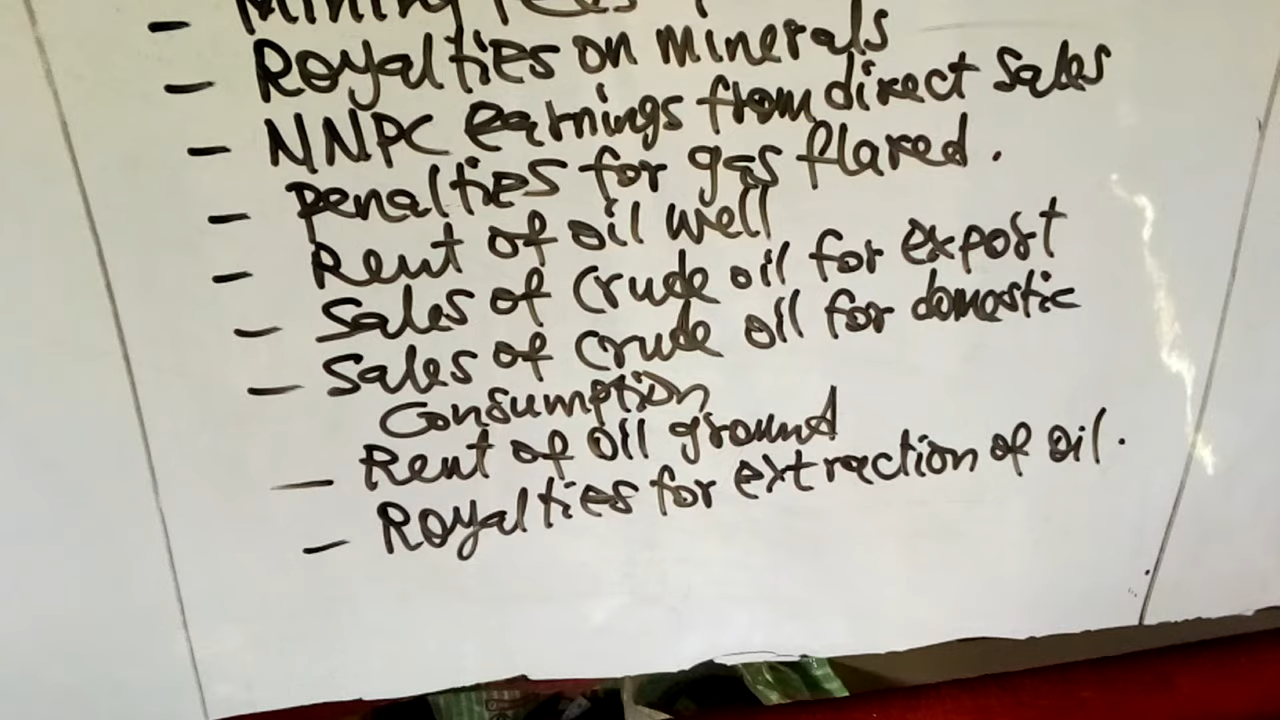 - Mining fees
- Royalties on minerals
- NNPC earnings from direct sales
- penalties for gas flared.
- Rent of oil well
- Sales of crude oil for export
- Sales of crude oil for domestic
Consumption
- Rent of oil ground
- Royalties for extraction of oil.